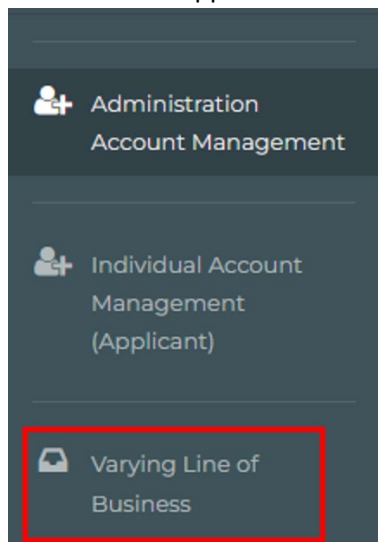 Administration
Account Management
Individual Account
Management
(Applicant)
Varying Line of
Business